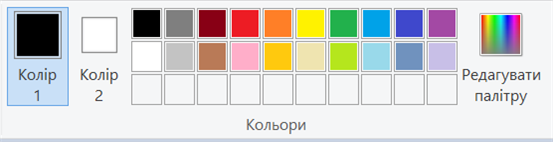 Колір
1
Колір
2
Редагувати
палітру
Кольори